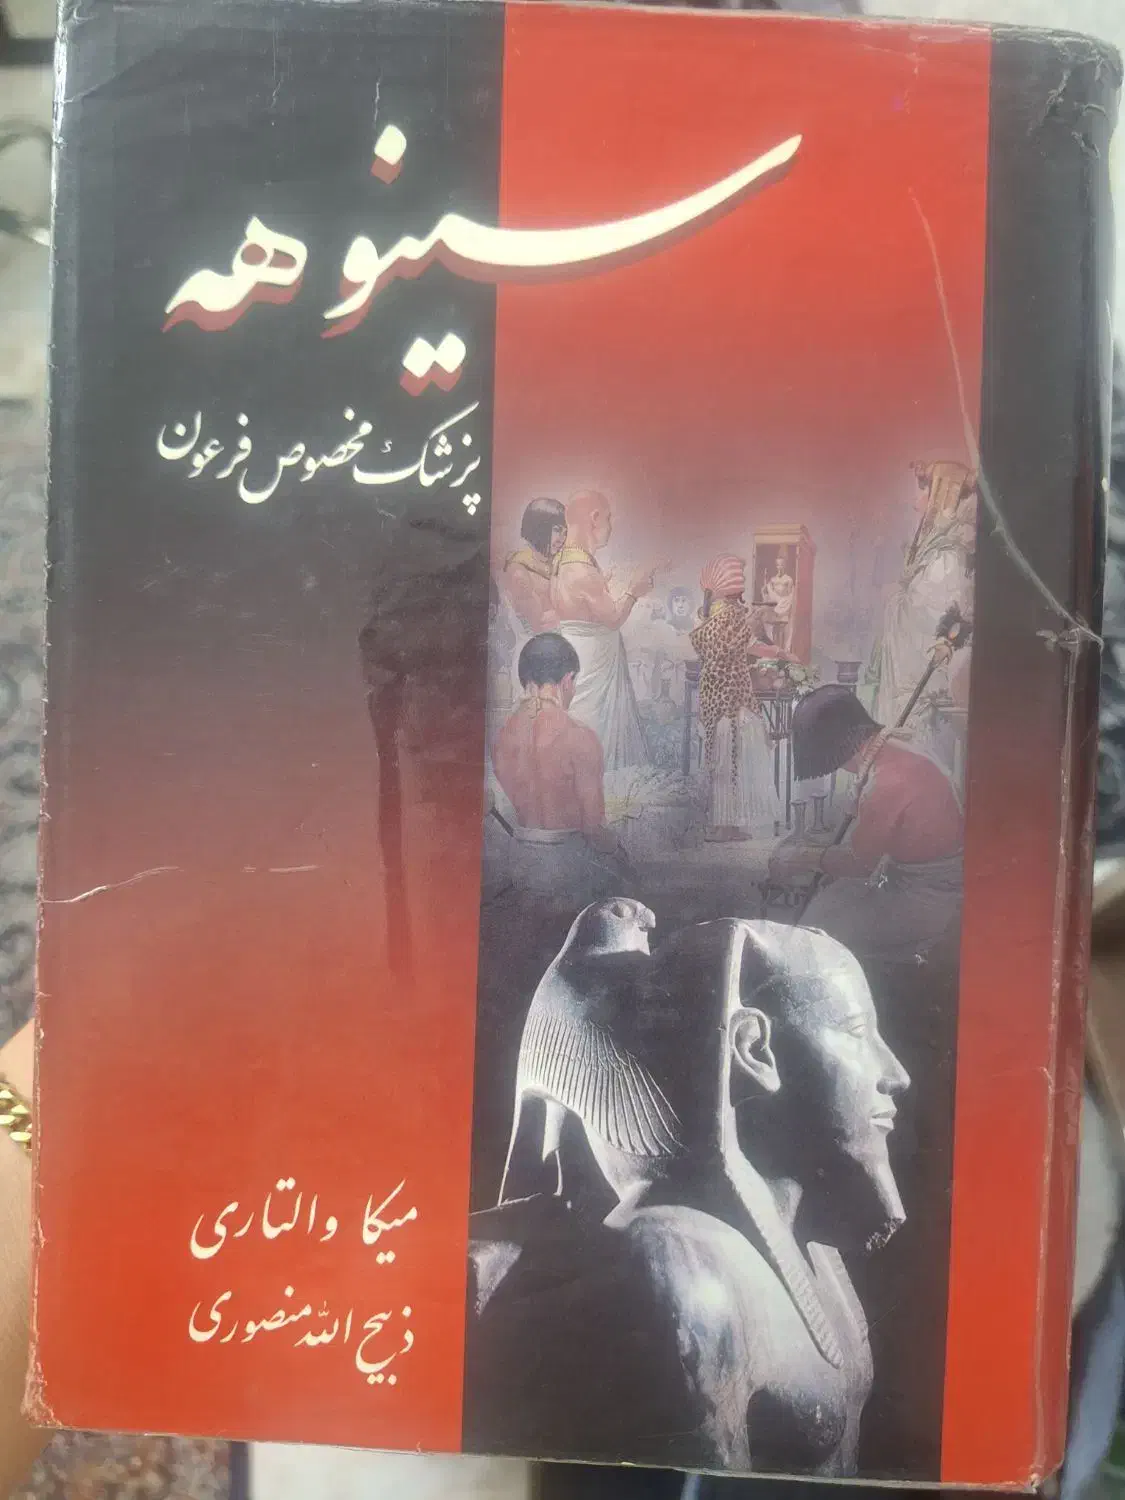 سینوهه
پزشک مخصوص فرعون
میکا والتاری
ذبیح الله منصوری